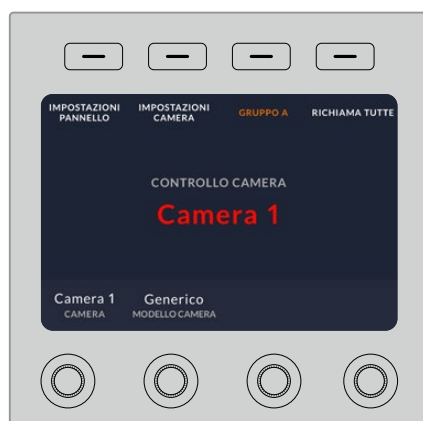 IMPOSTAZIONI PANNELLO
IMPOSTAZIONI CAMERA
GRUPPO A
RICHIAMA TUTTE
CONTROLLO CAMERA
Camera 1
Camera 1
CAMERA
Generico
MODELLO CAMERA